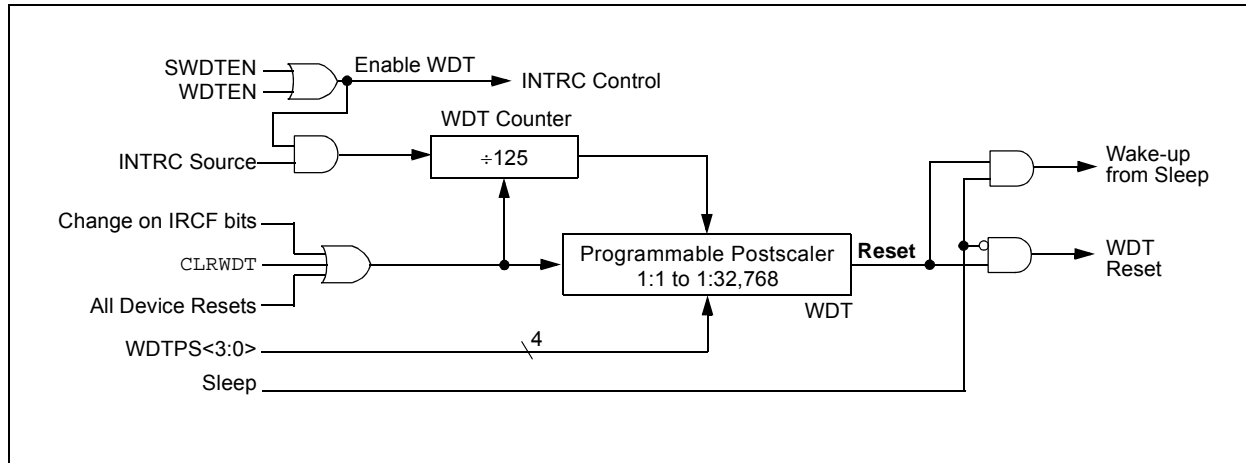 SWDTEN
WDTEN
Enable WDT
INTRC Control
WDT Counter
÷125
INTRC Source
Wake-up
from Sleep
Change on IRCF bits
CLRWDT
All Device Resets
Programmable Postscaler
1:1 to 1:32,768
Reset
WDT
WDT
Reset
WDTPS<3:0>
4
Sleep